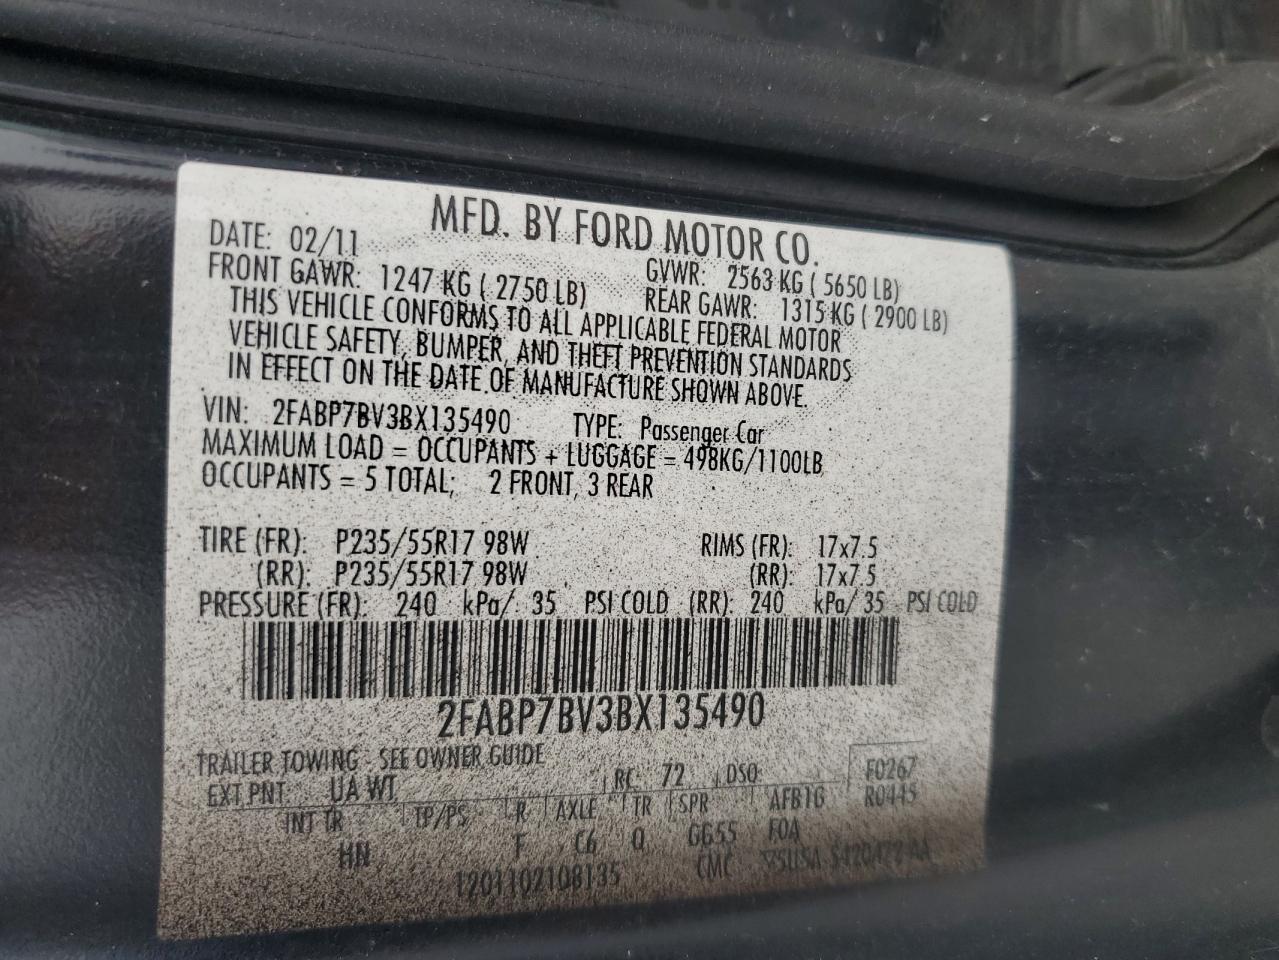 MFD. BY FORD MOTOR CO.
DATE: 02/11 GVWR: 2563 KG ( 5650 LB)
FRONT GAWR: 1247 KG ( 2750 LB) REAR GAWR: 1315 KG ( 2900 LB)
THIS VEHICLE CONFORMS TO ALL APPLICABLE FEDERAL MOTOR
VEHICLE SAFETY, BUMPER, AND THEFT PREVENTION STANDARDS
IN EFFECT ON THE DATE OF MANUFACTURE SHOWN ABOVE.
VIN: 2FABP7BV3BX135490 TYPE: Passenger Car
MAXIMUM LOAD = OCCUPANTS + LUGGAGE = 498KG/1100LB
OCCUPANTS = 5 TOTAL; 2 FRONT, 3 REAR
TIRE (FR): P235/55R17 98W RIMS (FR): 17x7.5
(RR): P235/55R17 98W (RR): 17x7.5
PRESSURE (FR): 240 kPa/ 35 PSI COLD (RR): 240 kPa/ 35 PSI COLD
2FABP7BV3BX135490
TRAILER TOWING - SEE OWNER GUIDE
EXT PNT UA WT RC: 72 DSO F0267
INT TR TP/PS R AXLE TR SPR AFB1G R0445
HN F C6 Q GG55 FOA
1201102108135 CMC